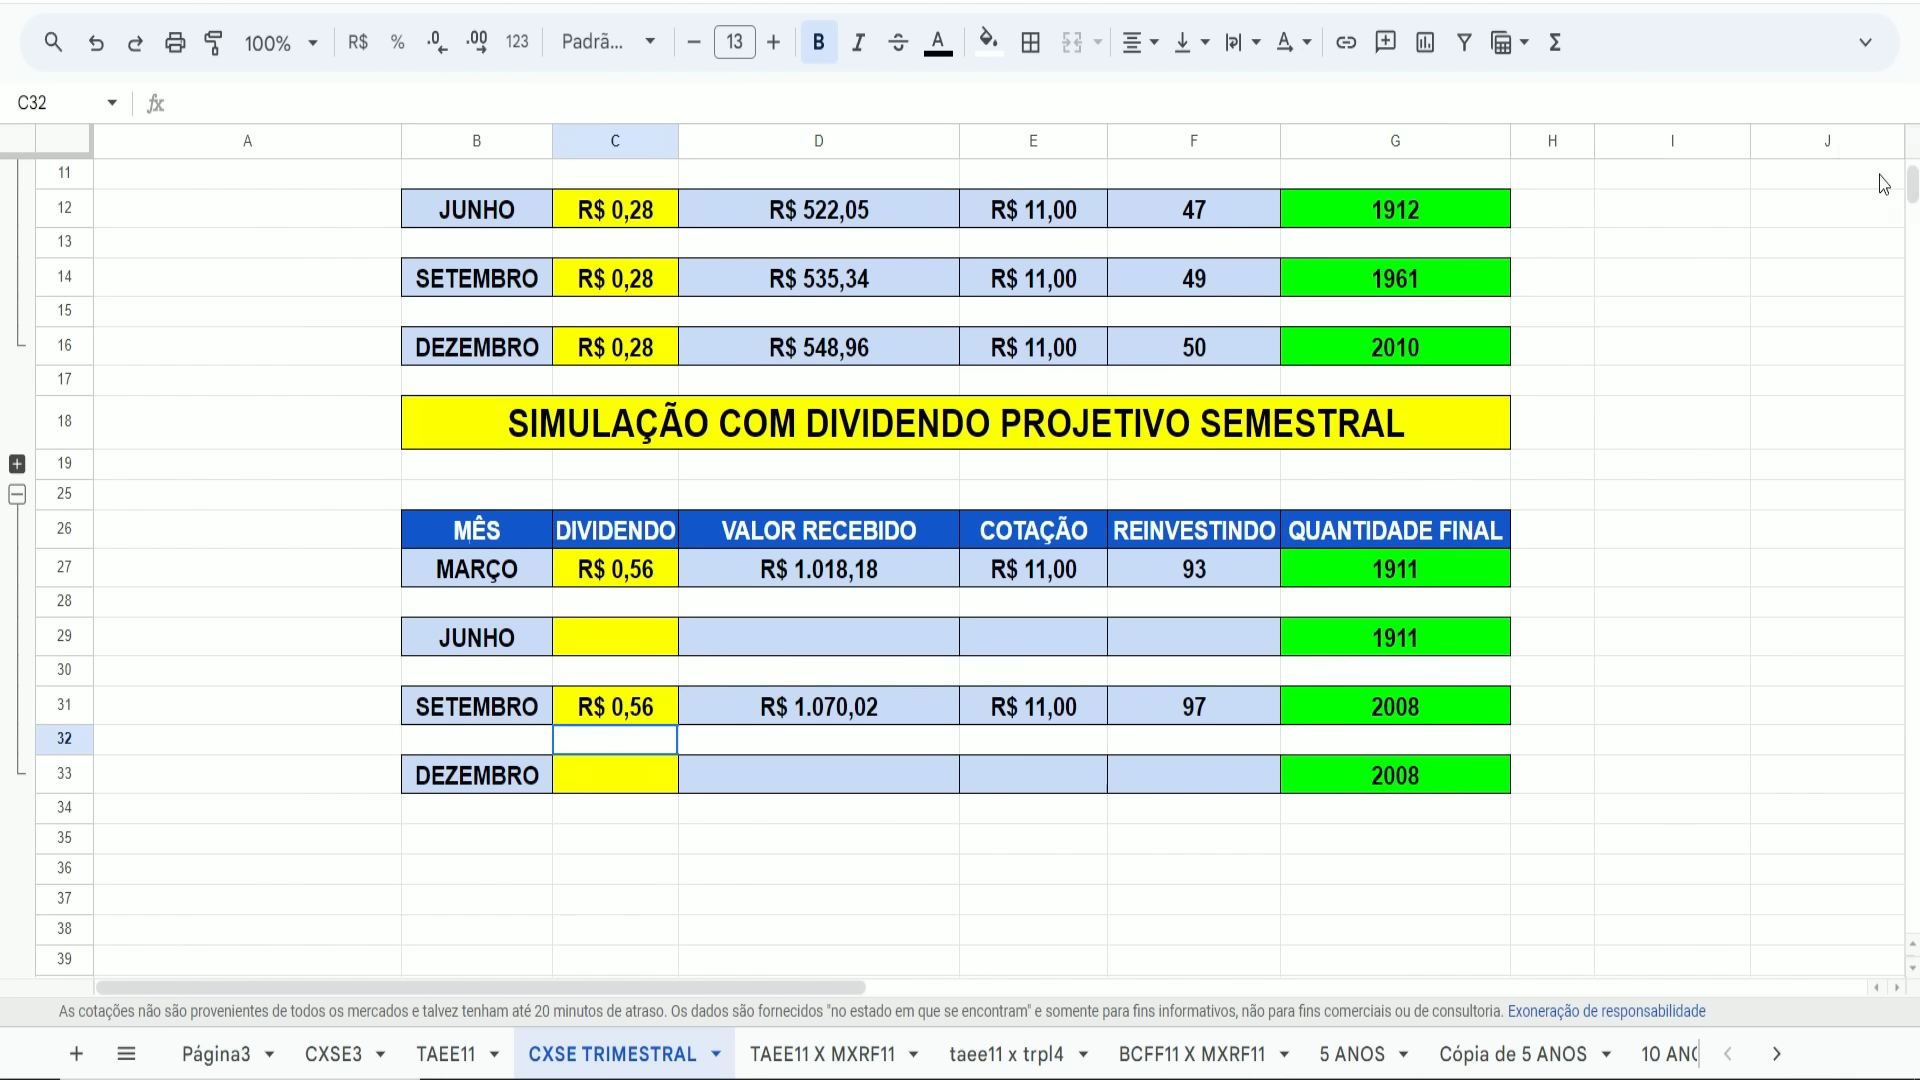 100% R$ % .0 .00 123 Padrã... 13 B I A
C32 fx
A B C D E F G H I J
11
12 JUNHO R$ 0,28 R$ 522,05 R$ 11,00 47 1912
13
14 SETEMBRO R$ 0,28 R$ 535,34 R$ 11,00 49 1961
15
16 DEZEMBRO R$ 0,28 R$ 548,96 R$ 11,00 50 2010
17
18 SIMULAÇÃO COM DIVIDENDO PROJETIVO SEMESTRAL
19
25
26 MÊS DIVIDENDO VALOR RECEBIDO COTAÇÃO REINVESTINDO QUANTIDADE FINAL
27 MARÇO R$ 0,56 R$ 1.018,18 R$ 11,00 93 1911
28
29 JUNHO 1911
30
31 SETEMBRO R$ 0,56 R$ 1.070,02 R$ 11,00 97 2008
32
33 DEZEMBRO 2008
34
35
36
37
38
39
As cotações não são provenientes de todos os mercados e talvez tenham até 20 minutos de atraso. Os dados são fornecidos "no estado em que se encontram" e somente para fins informativos, não para fins comerciais ou de consultoria. Exoneração de responsabilidade
Página3 CXSE3 TAEE11 CXSE TRIMESTRAL TAEE11 X MXRF11 taee11 x trpl4 BCFF11 X MXRF11 5 ANOS Cópia de 5 ANOS 10 ANO